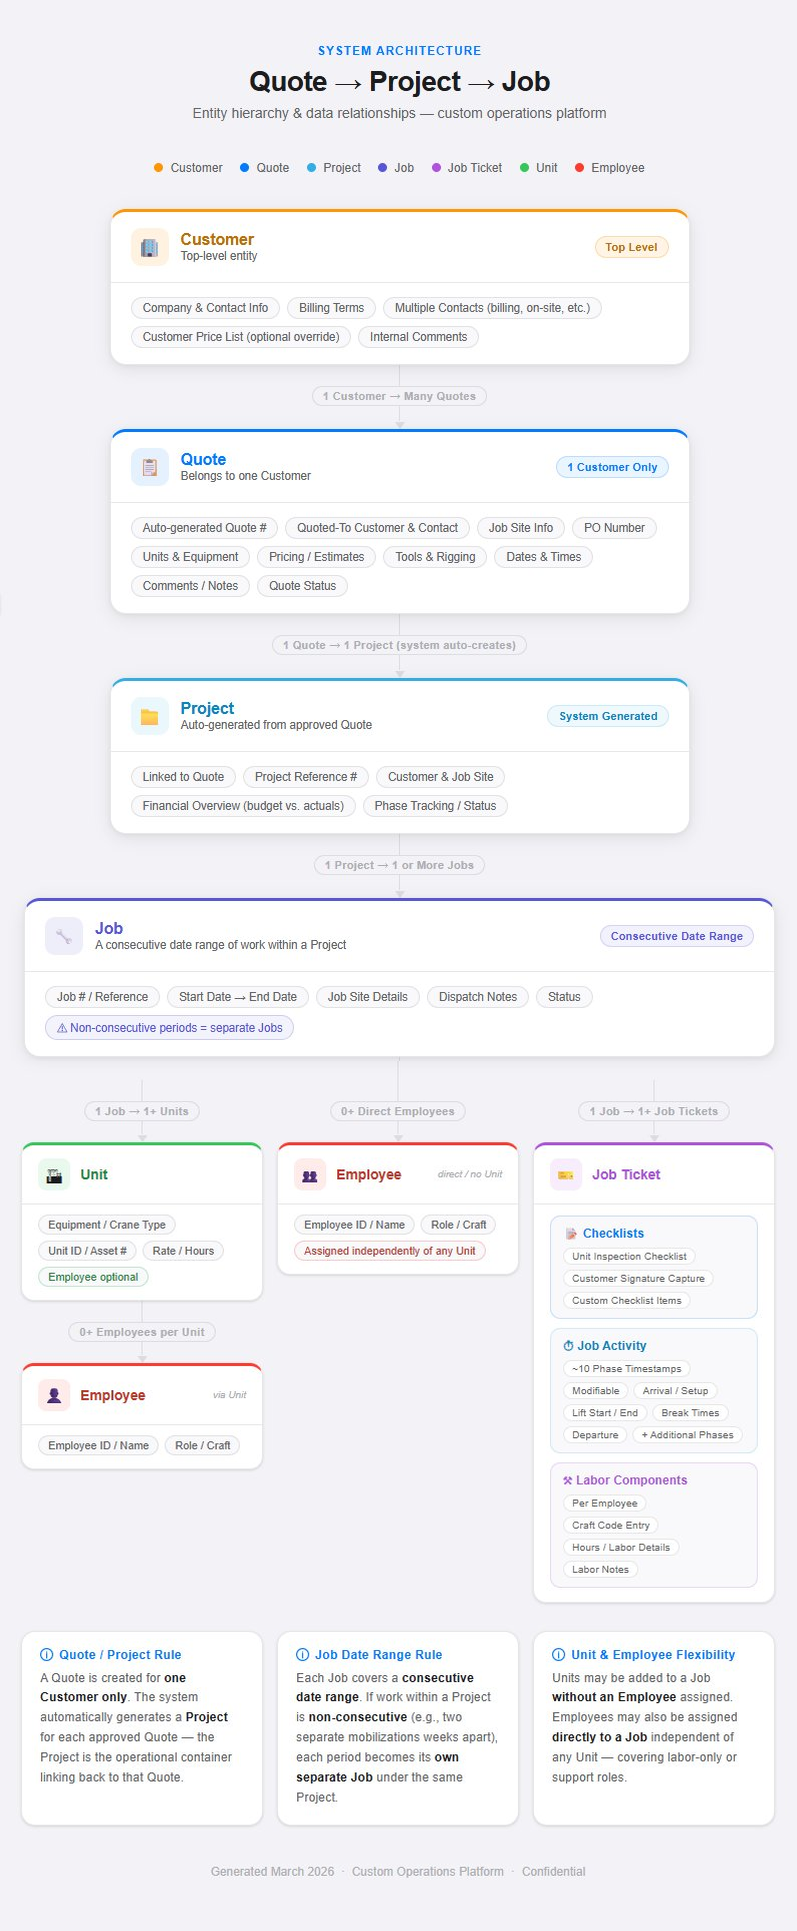 SYSTEM ARCHITECTURE
Quote → Project → Job
Entity hierarchy & data relationships — custom operations platform
Customer Quote Project Job Job Ticket Unit Employee
Customer
Top-level entity
Top Level
Company & Contact Info Billing Terms Multiple Contacts (billing, on-site, etc.)
Customer Price List (optional override) Internal Comments
1 Customer → Many Quotes
Quote
Belongs to one Customer
1 Customer Only
Auto-generated Quote # Quoted-To Customer & Contact Job Site Info PO Number
Units & Equipment Pricing / Estimates Tools & Rigging Dates & Times
Comments / Notes Quote Status
1 Quote → 1 Project (system auto-creates)
Project
Auto-generated from approved Quote
System Generated
Linked to Quote Project Reference # Customer & Job Site
Financial Overview (budget vs. actuals) Phase Tracking / Status
1 Project → 1 or More Jobs
Job
A consecutive date range of work within a Project
Consecutive Date Range
Job # / Reference Start Date → End Date Job Site Details Dispatch Notes Status
⚠ Non-consecutive periods = separate Jobs
1 Job → 1+ Units
Unit
Equipment / Crane Type
Unit ID / Asset # Rate / Hours
Employee optional
0+ Employees per Unit
Employee via Unit
Employee ID / Name Role / Craft
0+ Direct Employees
Employee direct / no Unit
Employee ID / Name Role / Craft
Assigned independently of any Unit
1 Job → 1+ Job Tickets
Job Ticket
Checklists
Unit Inspection Checklist
Customer Signature Capture
Custom Checklist Items
Job Activity
~10 Phase Timestamps
Modifiable Arrival / Setup
Lift Start / End Break Times
Departure + Additional Phases
Labor Components
Per Employee
Craft Code Entry
Hours / Labor Details
Labor Notes
Quote / Project Rule
A Quote is created for one
Customer only. The system
automatically generates a Project
for each approved Quote — the
Project is the operational container
linking back to that Quote.
Job Date Range Rule
Each Job covers a consecutive
date range. If work within a Project
is non-consecutive (e.g., two
separate mobilizations weeks apart),
each period becomes its own
separate Job under the same
Project.
Unit & Employee Flexibility
Units may be added to a Job
without an Employee assigned.
Employees may also be assigned
directly to a Job independent of
any Unit — covering labor-only or
support roles.
Generated March 2026 · Custom Operations Platform · Confidential